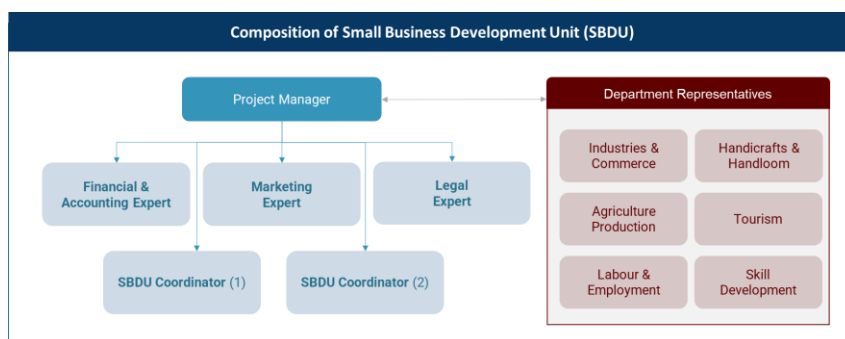 Composition of Small Business Development Unit (SBDU)
Project Manager
Department Representatives
Financial &
Accounting Expert
Marketing
Expert
Legal
Expert
SBDU Coordinator (1)
SBDU Coordinator (2)
Industries &
Commerce
Handicrafts &
Handloom
Agriculture
Production
Tourism
Labour &
Employment
Skill
Development